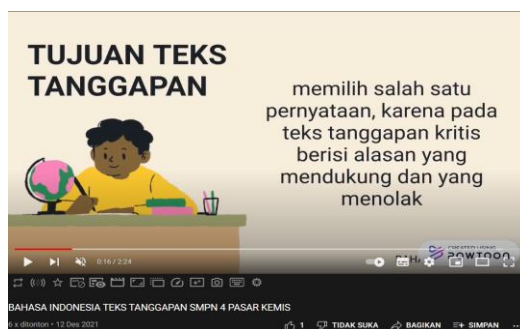 TUJUAN TEKS
TANGGAPAN
memilih salah satu
pernyataan, karena pada
teks tanggapan kritis
berisi alasan yang
mendukung dan yang
menolak
CREATED USING
POWTOON
0:16 / 2:24
BAHASA INDONESIA TEKS TANGGAPAN SMPN 4 PASAR KEMIS
6 x ditonton • 12 Des 2021
1 TIDAK SUKA BAGIKAN SIMPAN ...